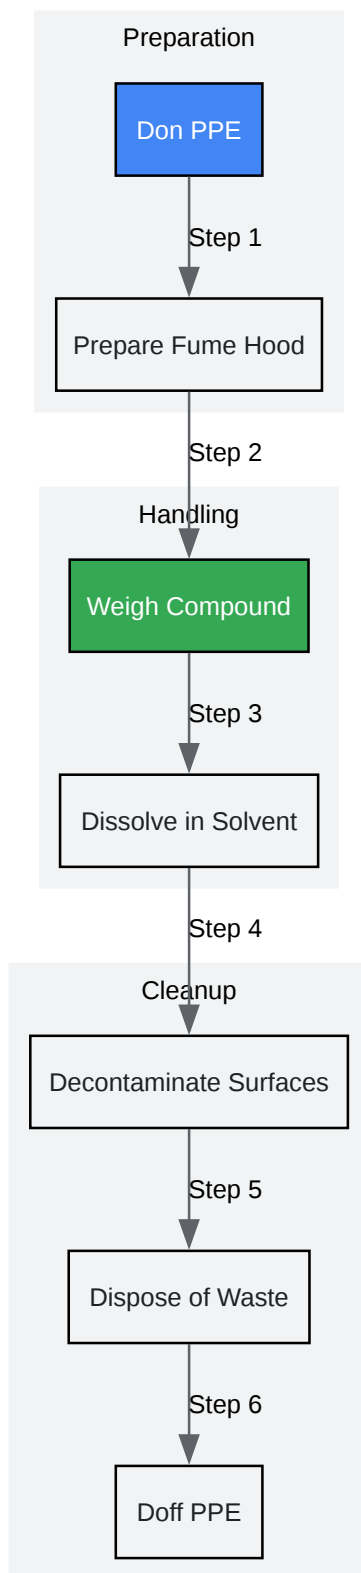 Preparation
Don PPE
Step 1
Prepare Fume Hood
Step 2
Handling
Weigh Compound
Step 3
Dissolve in Solvent
Step 4
Cleanup
Decontaminate Surfaces
Step 5
Dispose of Waste
Step 6
Doff PPE